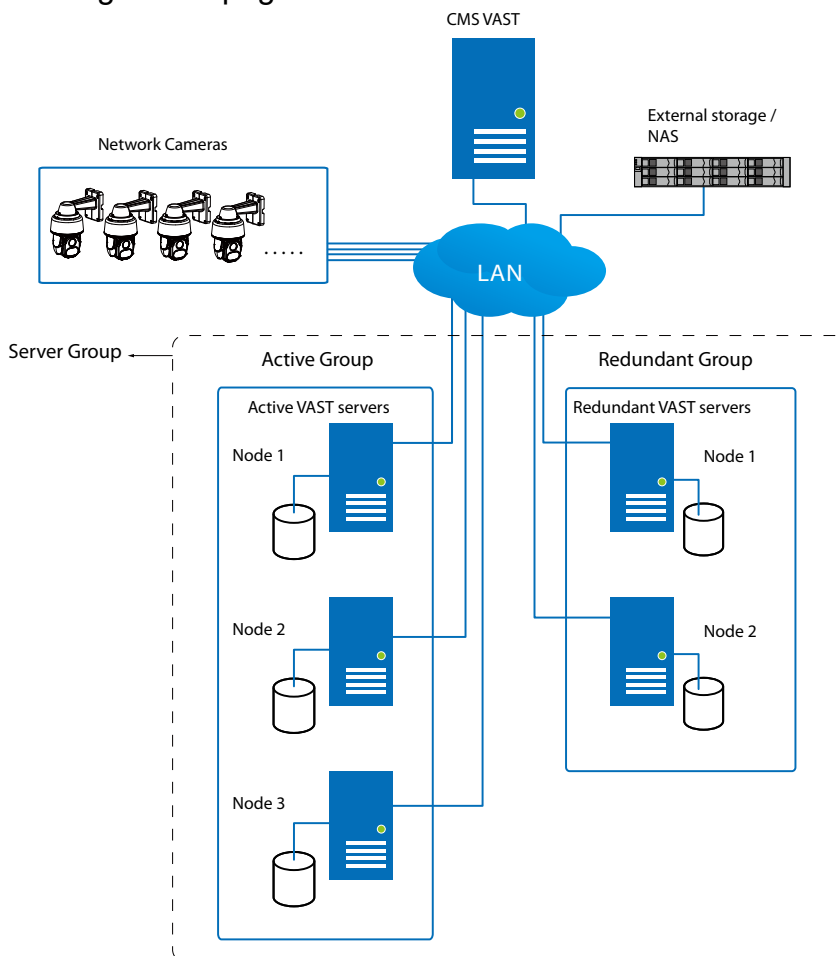 CMS VAST
External storage /
NAS
Network Cameras
.....
LAN
Server Group
Active Group
Redundant Group
Active VAST servers
Redundant VAST servers
Node 1
Node 1
Node 2
Node 2
Node 3